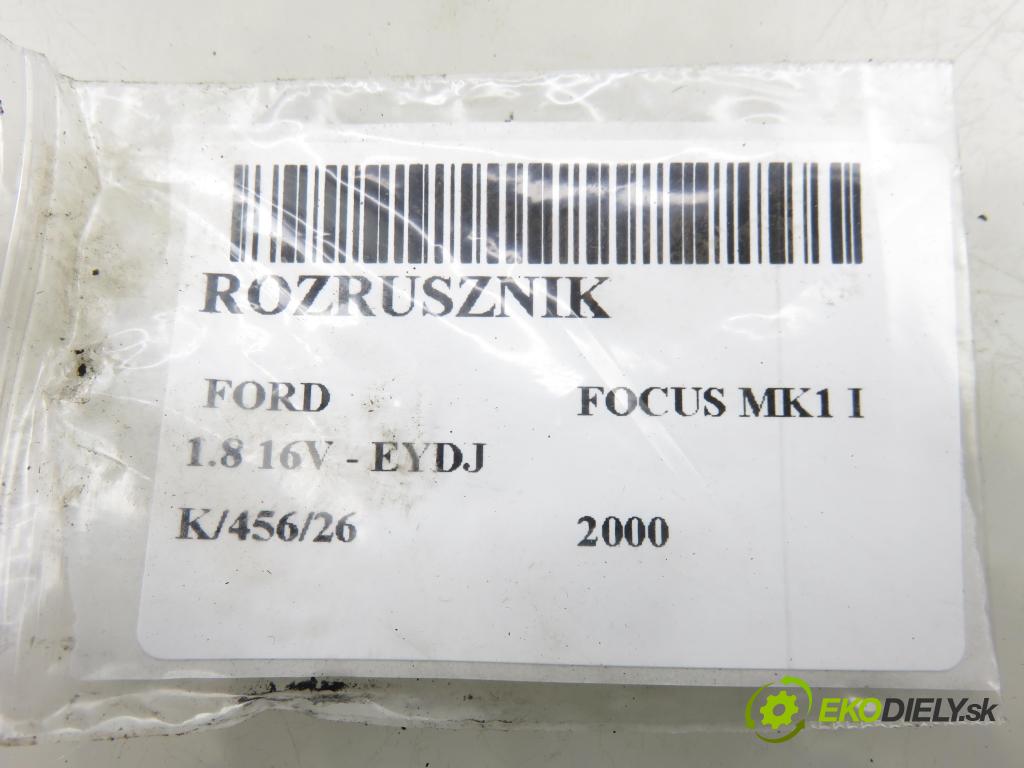 ROZRUSZNIK
FORD FOCUS MK1 I
1.8 16V - EYDJ
K/456/26 2000
EKODIELY.sk